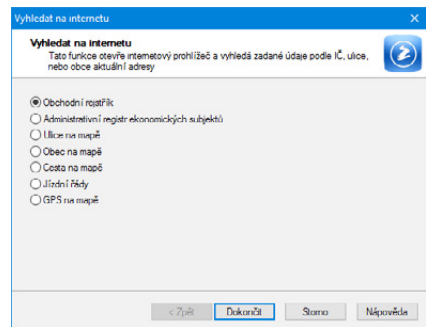 Vyhledat na internetu
Vyhledat na internetu
Tato funkce otevře internetový prohlížeč a vyhledá zadané údaje podle IČ, ulice,
nebo obce aktuální adresy
Obchodní rejstřík
Administrativní registr ekonomických subjektů
Ulice na mapě
Obec na mapě
Cesta na mapě
Jízdní řády
GPS na mapě
< Zpět Dokončit Storno Nápověda